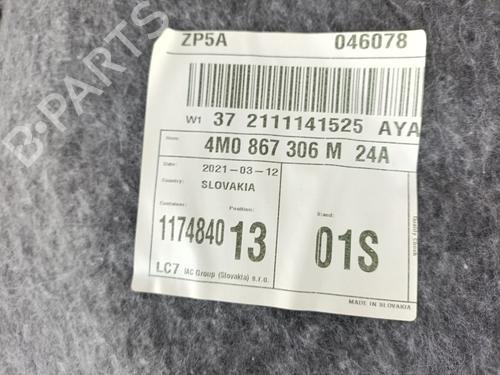 ZP5A 046078
W1 37 2111141525 AYA
Name: 4M0 867 306 M 24A
Date: 2021-03-12
Country: SLOVAKIA
Container: Position: Stand:
1174840 13 01S
LC7 IAC Group (Slovakia) s.r.o.
MADE IN SLOVAKIA
B-PARTS